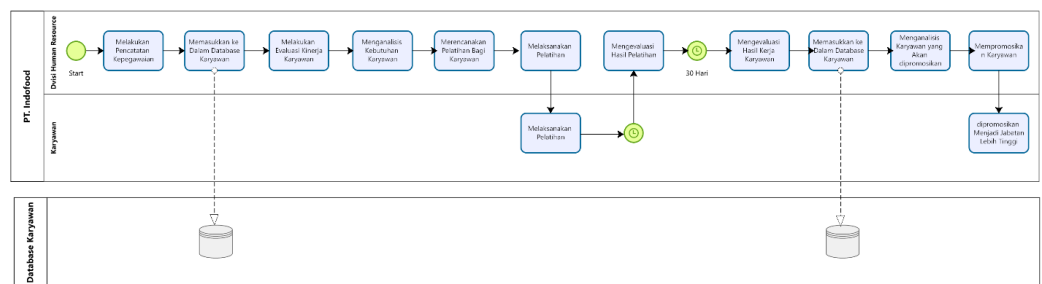 PT. Indofood
Divisi Human Resource
Karyawan
Start
Melakukan
Pencatatan
Kepegawaian
Memasukkan ke
Dalam Database
Karyawan
Melakukan
Evaluasi Kinerja
Karyawan
Menganalisis
Kebutuhan
Karyawan
Merencanakan
Pelatihan Bagi
Karyawan
Melaksanakan
Pelatihan
Mengevaluasi
Hasil Pelatihan
30 Hari
Mengevaluasi
Hasil Kerja
Karyawan
Memasukkan ke
Dalam Database
Karyawan
Menganalisis
Karyawan yang
Akan
dipromosikan
Mempromosika
n Karyawan
Melaksanakan
Pelatihan
dipromosikan
Menjadi Jabatan
Lebih Tinggi
Database Karyawan